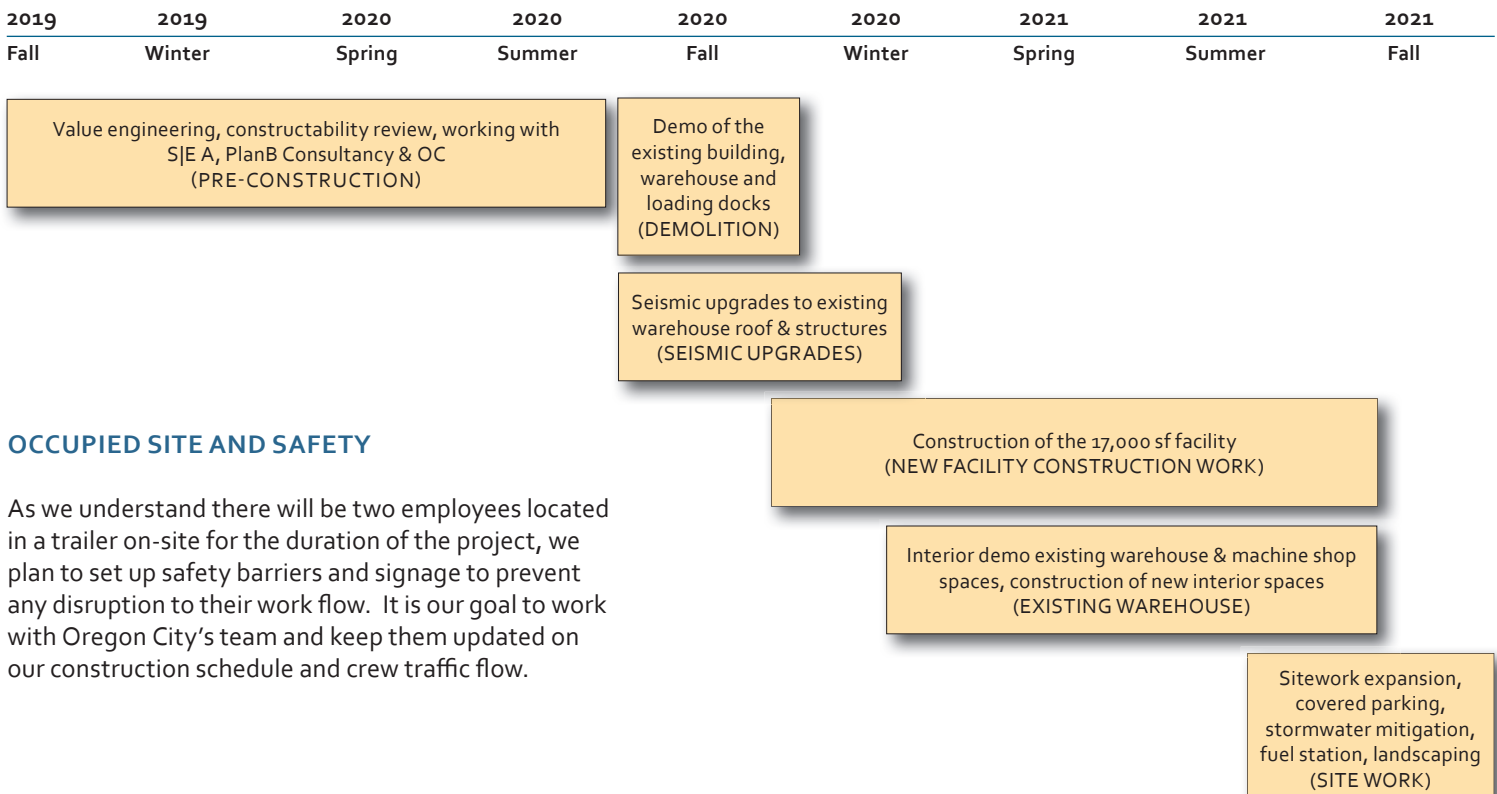 2019 2019 2020 2020 2020 2020 2021 2021 2021
Fall Winter Spring Summer Fall Winter Spring Summer Fall
Value engineering, constructability review, working with
S|E A, PlanB Consultancy & OC
(PRE-CONSTRUCTION)
Demo of the
existing building,
warehouse and
loading docks
(DEMOLITION)
Seismic upgrades to existing
warehouse roof & structures
(SEISMIC UPGRADES)
Construction of the 17,000 sf facility
(NEW FACILITY CONSTRUCTION WORK)
Interior demo existing warehouse & machine shop
spaces, construction of new interior spaces
(EXISTING WAREHOUSE)
Sitework expansion,
covered parking,
stormwater mitigation,
fuel station, landscaping
(SITE WORK)
OCCUPIED SITE AND SAFETY
As we understand there will be two employees located
in a trailer on-site for the duration of the project, we
plan to set up safety barriers and signage to prevent
any disruption to their work flow. It is our goal to work
with Oregon City's team and keep them updated on
our construction schedule and crew traffic flow.